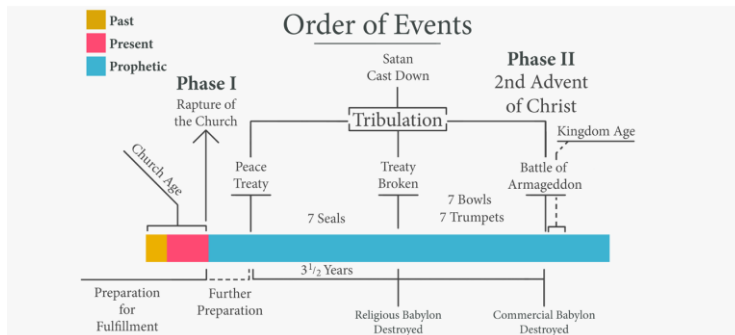 Order of Events
Past
Present
Prophetic
Phase I
Rapture of
the Church
Satan
Cast Down
Phase II
2nd Advent
of Christ
Tribulation
Kingdom Age
Church Age
Peace
Treaty
Treaty
Broken
Battle of
Armageddon
7 Seals
7 Bowls
7 Trumpets
3 1/2 Years
Preparation
for
Fulfillment
Further
Preparation
Religious Babylon
Destroyed
Commercial Babylon
Destroyed